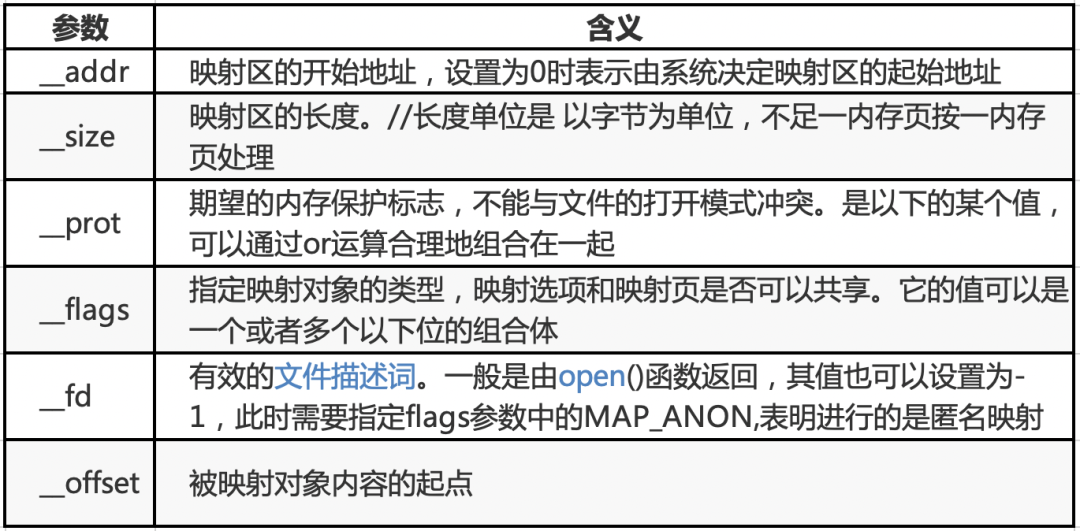 参数 含义
__addr 映射区的开始地址，设置为0时表示由系统决定映射区的起始地址
__size 映射区的长度。//长度单位是 以字节为单位，不足一内存页按一内存
页处理
__prot 期望的内存保护标志，不能与文件的打开模式冲突。是以下的某个值，
可以通过or运算合理地组合在一起
__flags 指定映射对象的类型，映射选项和映射页是否可以共享。它的值可以是
一个或者多个以下位的组合体
__fd 有效的文件描述词。一般是由open()函数返回，其值也可以设置为-
1，此时需要指定flags参数中的MAP_ANON,表明进行的是匿名映射
__offset 被映射对象内容的起点